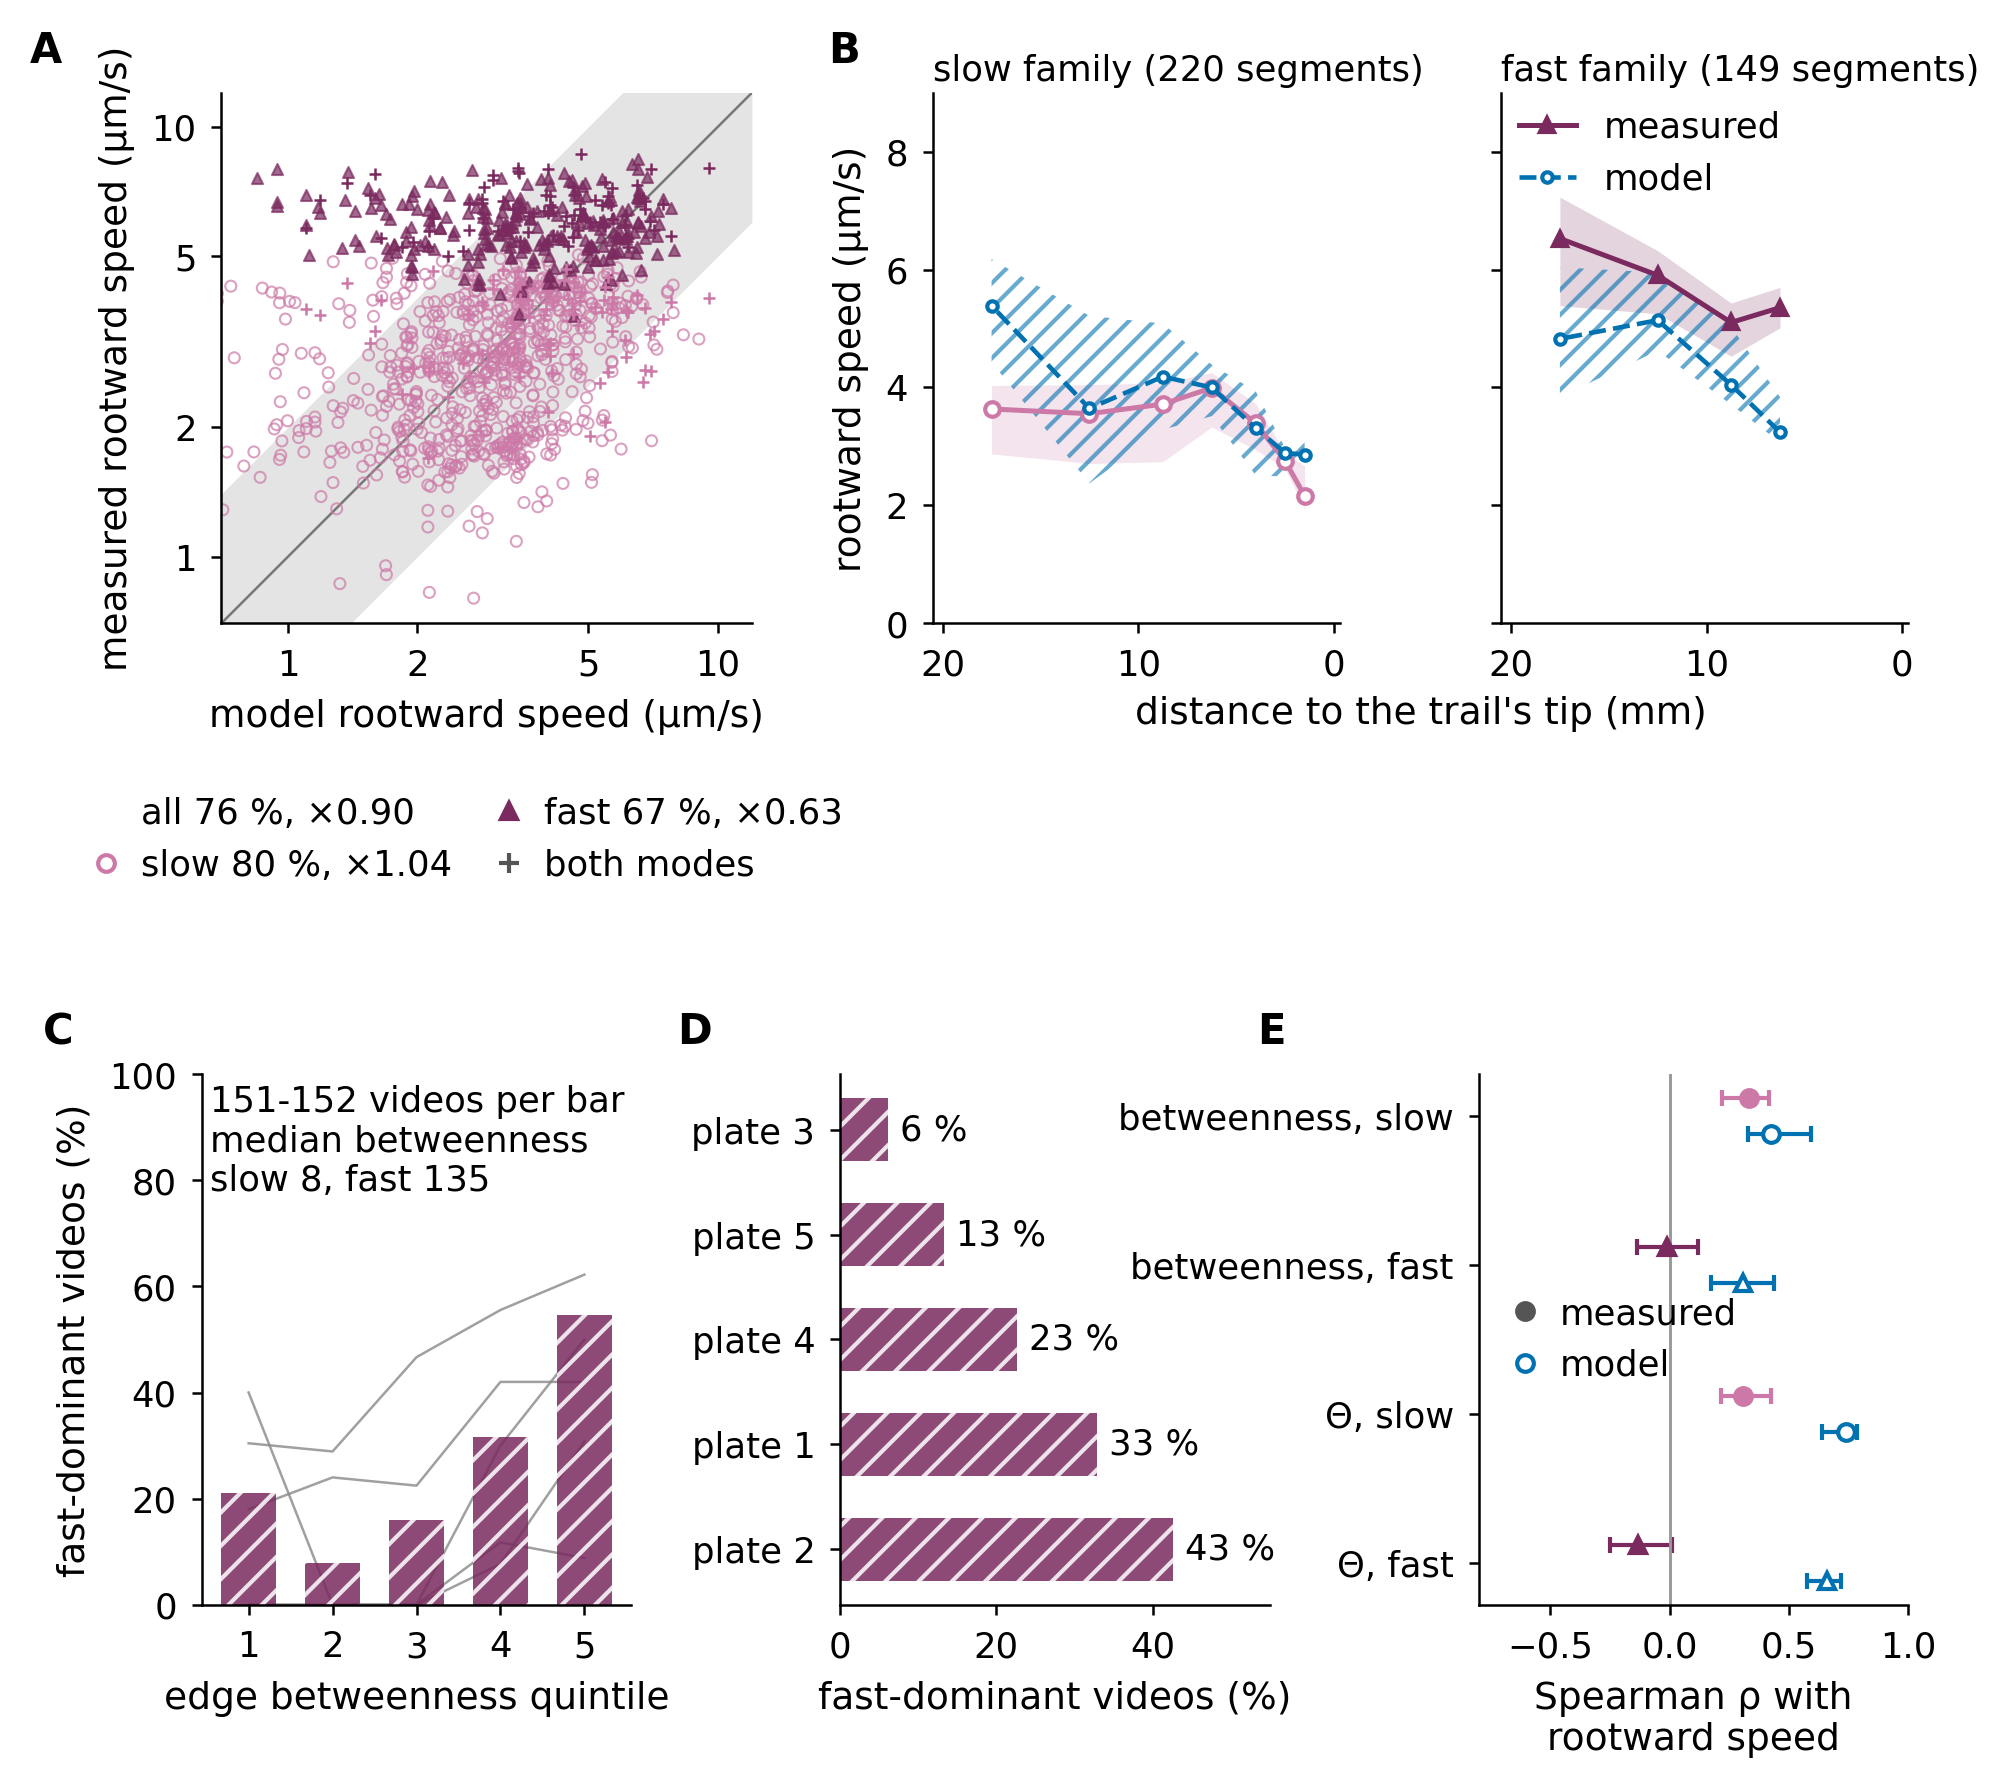 A
measured rootward speed (µm/s)
10
5
2
1
1
2
5
10
model rootward speed (µm/s)
all 76 %, ×0.90
slow 80 %, ×1.04
fast 67 %, ×0.63
both modes
B
slow family (220 segments)
rootward speed (µm/s)
8
6
4
2
0
20
10
0
fast family (149 segments)
measured
model
20
10
0
distance to the trail's tip (mm)
C
fast-dominant videos (%)
100
80
60
40
20
0
151-152 videos per bar
median betweenness
slow 8, fast 135
1
2
3
4
5
edge betweenness quintile
D
plate 3
6 %
plate 5
13 %
plate 4
23 %
plate 1
33 %
plate 2
43 %
0
20
40
fast-dominant videos (%)
E
betweenness, slow
betweenness, fast
measured
model
Θ, slow
Θ, fast
−0.5
0.0
0.5
1.0
Spearman ρ with
rootward speed